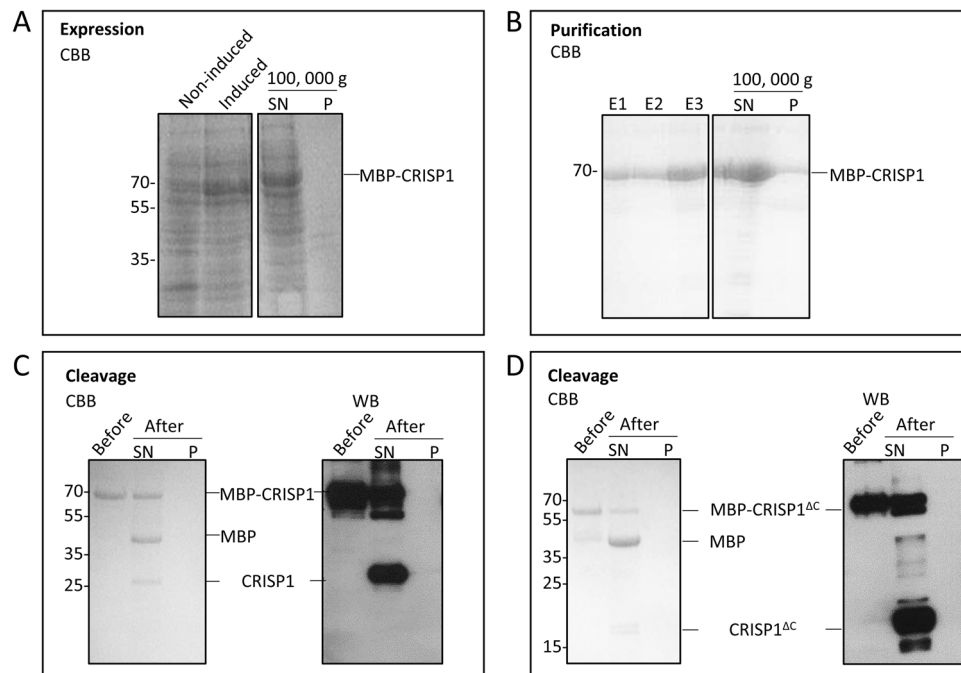 A
Expression
CBB
Non-induced
Induced
100, 000 g
SN P
70-
55-
35-
MBP-CRISP1
B
Purification
CBB
100, 000 g
E1 E2 E3 SN P
70-
MBP-CRISP1
C
Cleavage
CBB
WB
Before
After
SN P
Before
After
SN P
70-
55-
35-
25-
MBP-CRISP1
MBP
CRISP1
D
Cleavage
CBB
WB
Before
After
SN P
Before
After
SN P
70-
55-
35-
25-
15-
MBP-CRISP1ΔC
MBP
CRISP1ΔC